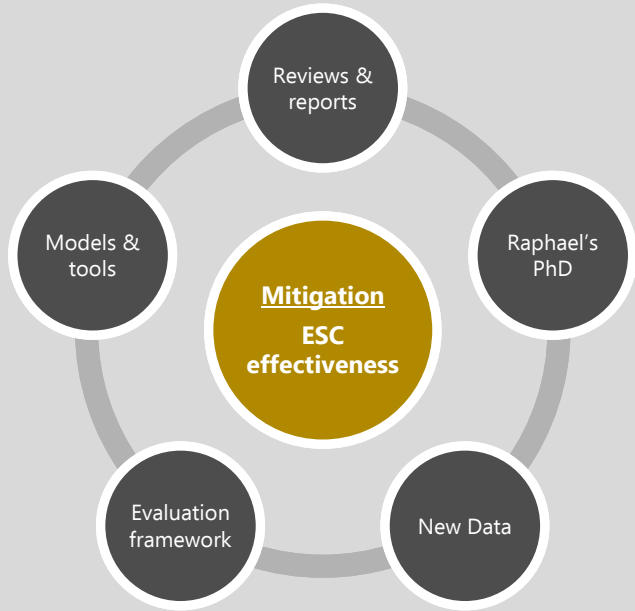 Reviews &
reports
Models &
tools
Raphael's
PhD
Mitigation
ESC
effectiveness
Evaluation
framework
New Data